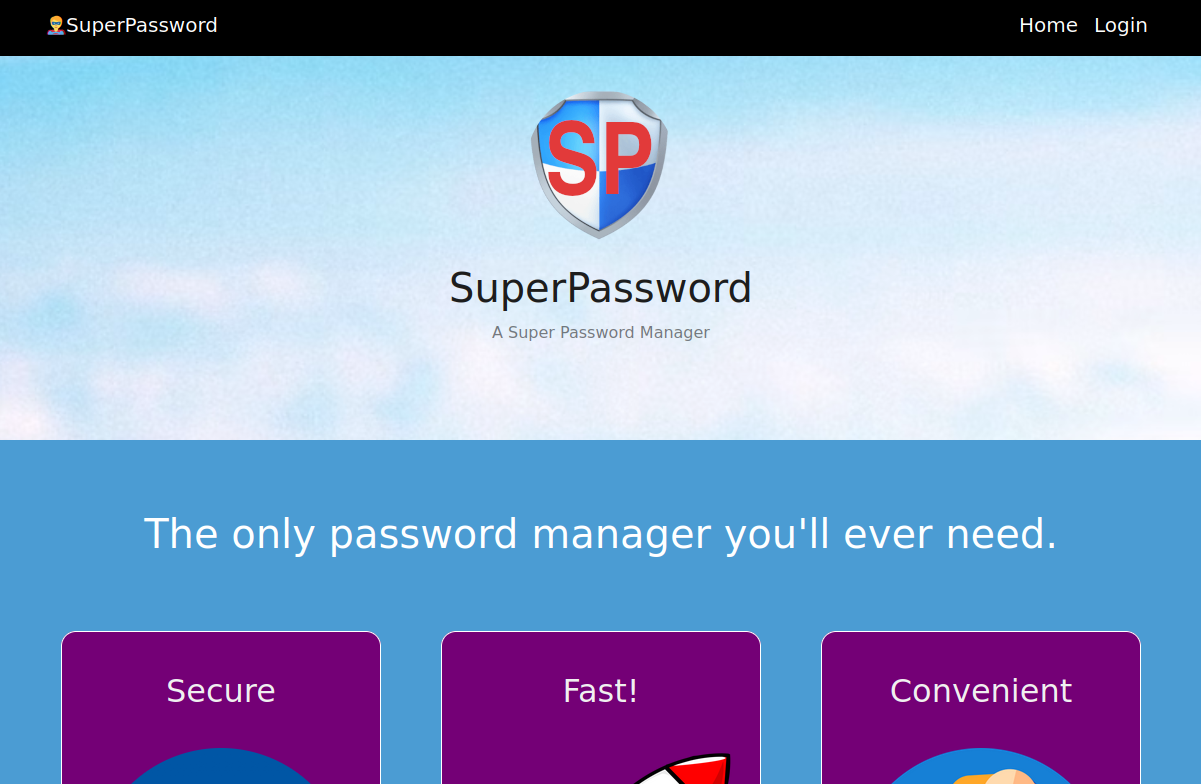 SuperPassword
Home Login
SP
SuperPassword
A Super Password Manager
The only password manager you'll ever need.
Secure
Fast!
Convenient